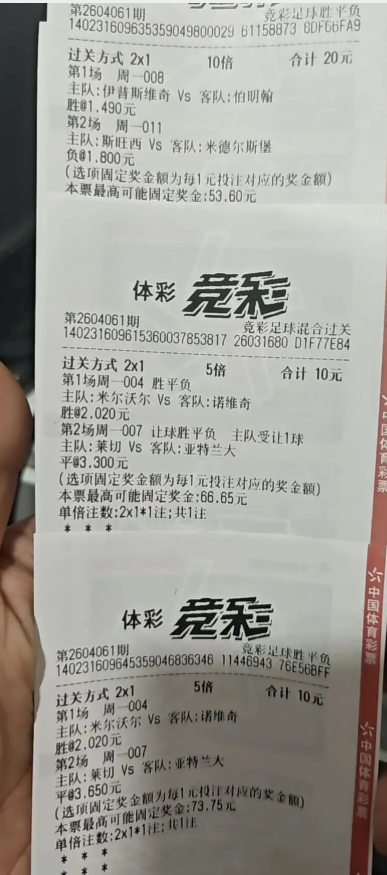 第2604061期 竞彩足球胜平负
140231609635359049800029 61158873 6DF66FA9
过关方式 2x1 10倍 合计 20元
第1场 周一008
主队:伊普斯维奇 Vs 客队:伯明翰
胜@1.490元
第2场 周一011
主队:斯旺西 Vs 客队:米德尔斯堡
负@1.800元
(选项固定奖金额为每1元投注对应的奖金额)
本票最高可能固定奖金:53.60元
体彩 竞彩
第2604061期 竞彩足球混合过关
140231609615360037853817 26031680 D1F77E84
过关方式 2x1 5倍 合计 10元
第1场周一004 胜平负
主队:米尔沃尔 Vs 客队:诺维奇
胜@2.020元
第2场周一007 让球胜平负 主队受让1球
主队:莱切 Vs 客队:亚特兰大
平@3.300元
(选项固定奖金额为每1元投注对应的奖金额)
本票最高可能固定奖金:66.65元
单倍注数:2x1*1注;共1注
* * *
体彩 竞彩
第2604061期 竞彩足球胜平负
140231609645359046836346 11446943 76E56BFF
过关方式 2x1 5倍 合计 10元
第1场 周一004
主队:米尔沃尔 Vs 客队:诺维奇
胜@2.020元
第2场 周一007
主队:莱切 Vs 客队:亚特兰大
平@3.650元
(选项固定奖金额为每1元投注对应的奖金额)
本票最高可能固定奖金:73.75元
单倍注数:2x1*1注;共1注
* * *
* * *
中国体育彩票
中国体育彩票